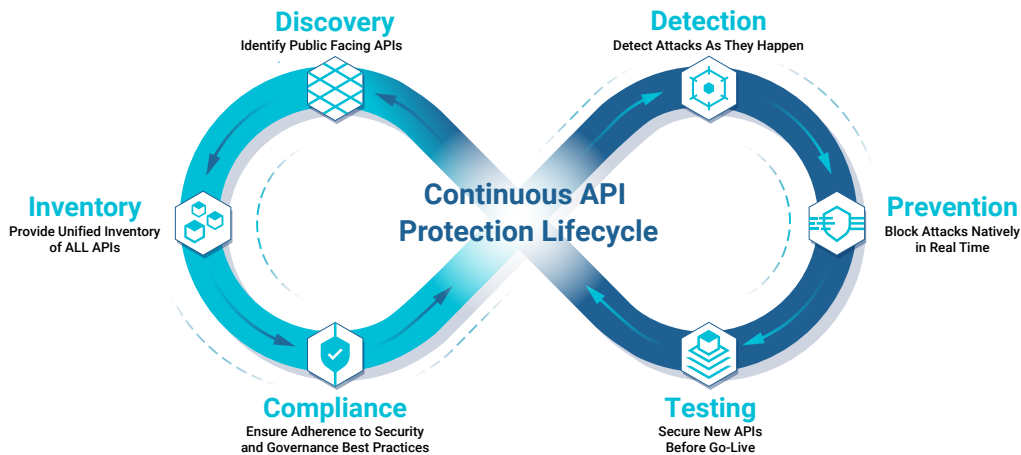 Discovery
Identify Public Facing APIs
Detection
Detect Attacks As They Happen
Continuous API
Protection Lifecycle
Inventory
Provide Unified Inventory
of ALL APIs
Prevention
Block Attacks Natively
in Real Time
Compliance
Ensure Adherence to Security
and Governance Best Practices
Testing
Secure New APIs
Before Go-Live